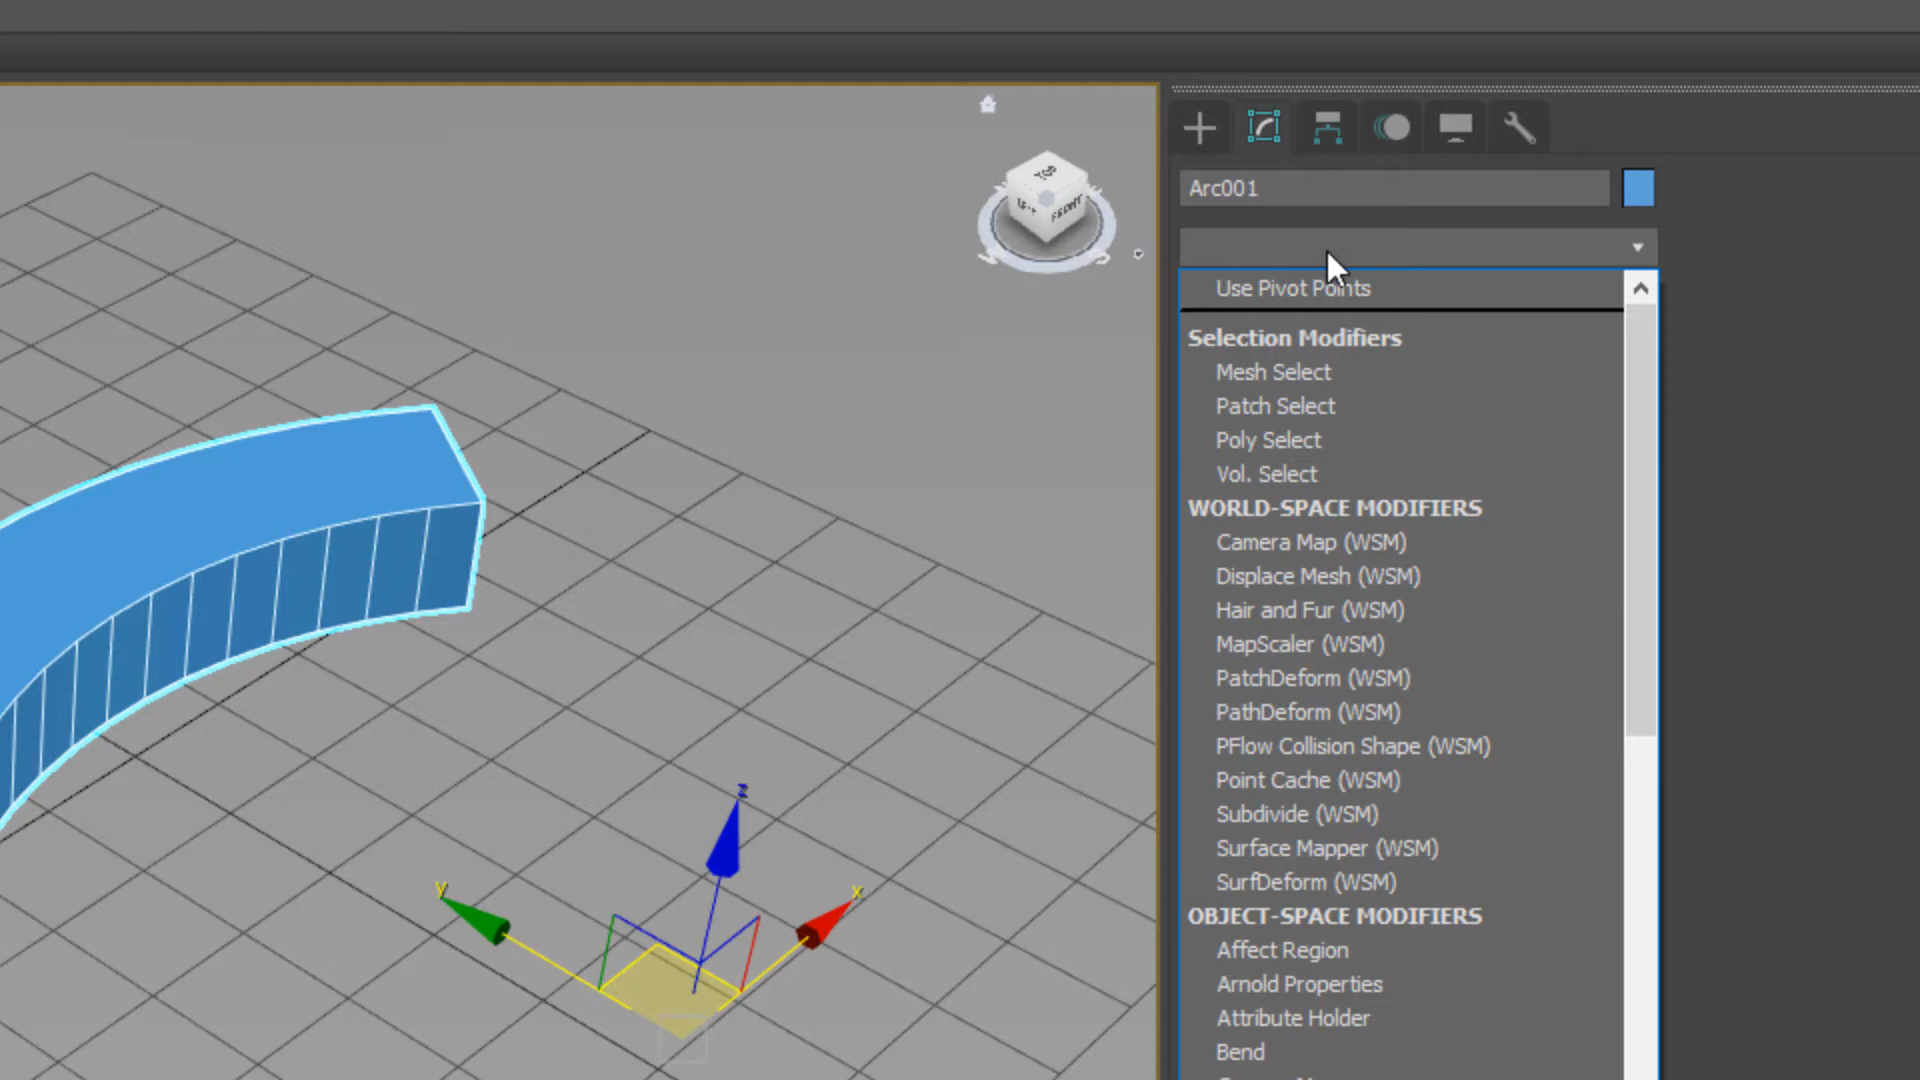 Arc001
Use Pivot Points
Selection Modifiers
Mesh Select
Patch Select
Poly Select
Vol. Select
WORLD-SPACE MODIFIERS
Camera Map (WSM)
Displace Mesh (WSM)
Hair and Fur (WSM)
MapScaler (WSM)
PatchDeform (WSM)
PathDeform (WSM)
PFlow Collision Shape (WSM)
Point Cache (WSM)
Subdivide (WSM)
Surface Mapper (WSM)
SurfDeform (WSM)
OBJECT-SPACE MODIFIERS
Affect Region
Arnold Properties
Attribute Holder
Bend
TOP
FRONT
z
y
x